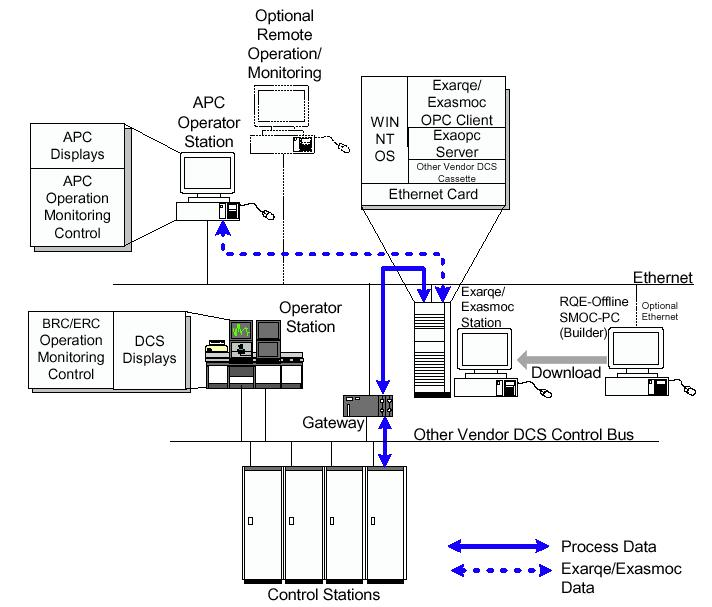 Optional
Remote
Operation/
Monitoring
APC
Operator
Station
APC
Displays
APC
Operation
Monitoring
Control
WIN
NT
OS
Exarqe/
Exasmoc
OPC Client
Exaopc
Server
Other Vendor DCS
Cassette
Ethernet Card
Ethernet
BRC/ERC
Operation
Monitoring
Control
DCS
Displays
Operator
Station
Exarqe/
Exasmoc
Station
RQE-Offline
SMOC-PC
(Builder)
Optional
Ethernet
Download
Gateway
Other Vendor DCS Control Bus
Control Stations
Process Data
Exarqe/Exasmoc
Data